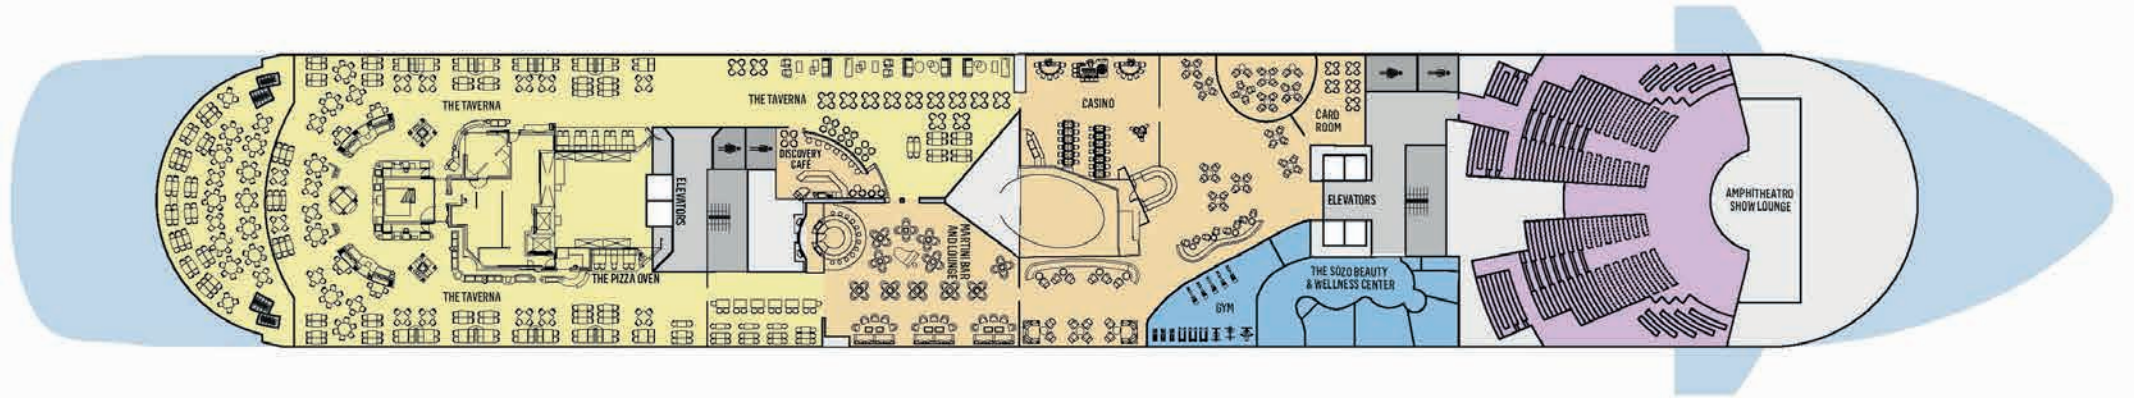 THE TAVERNA
THE TAVERNA
DISCOVERY
CAFÉ
ELEVATORS
THE PIZZA OVEN
THE TAVERNA
MARTINI BAR
AND LOUNGE
CASINO
CARD
ROOM
ELEVATORS
THE SOZO BEAUTY
& WELLNESS CENTER
GYM
AMPHITHEATRO
SHOW LOUNGE